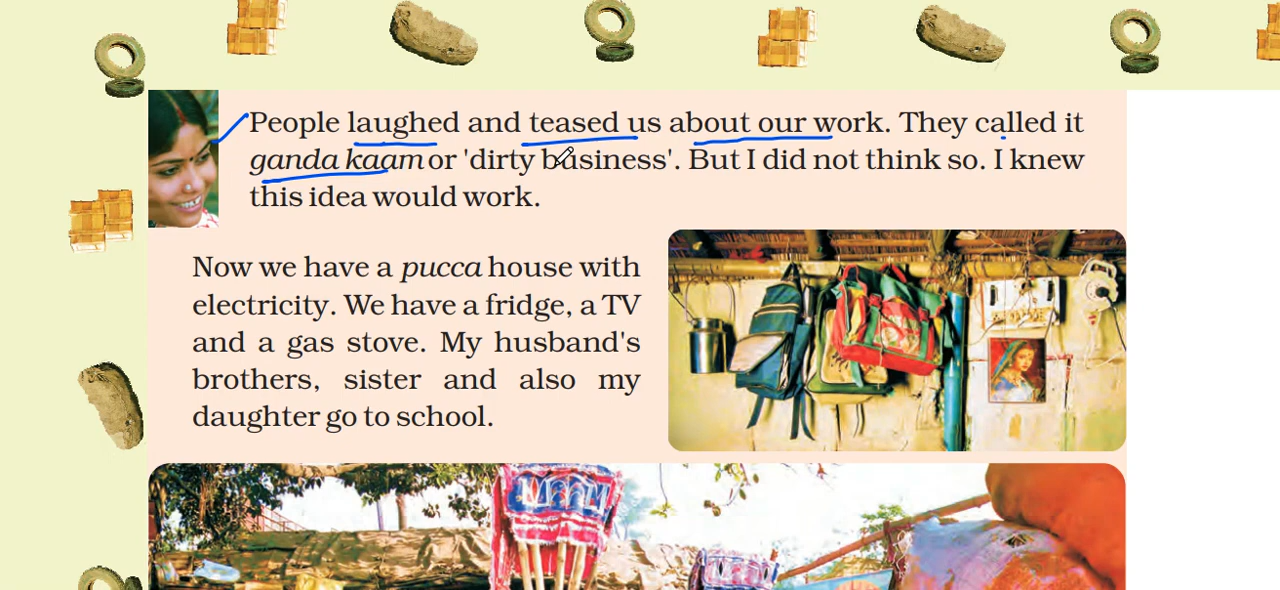 People laughed and teased us about our work. They called it
ganda kaam or 'dirty business'. But I did not think so. I knew
this idea would work.
Now we have a pucca house with
electricity. We have a fridge, a TV
and a gas stove. My husband's
brothers, sister and also my
daughter go to school.